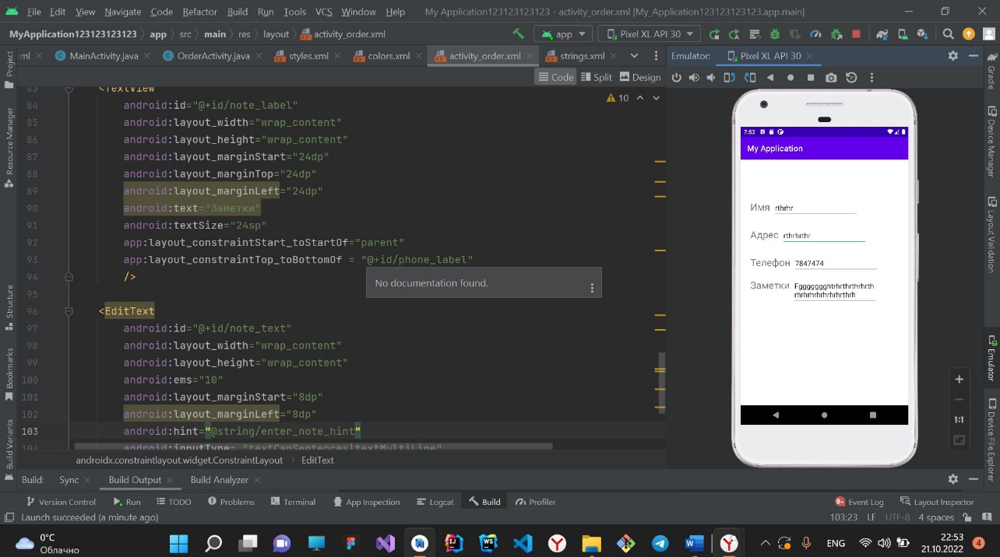 File Edit View Navigate Code Refactor Build Run Tools VCS Window Help My Application123123123123 - activity_order.xml [My_Application123123123123.app.main]
MyApplication123123123123 app src main res layout activity_order.xml app Pixel XL API 30
ml MainActivity.java OrderActivity.java styles.xml colors.xml activity_order.xml strings.xml Emulator: Pixel XL API 30
Code Split Design
Project
Resource Manager
Structure
Bookmarks
Build Variants
83 <TextView
84 android:id="@+id/note_label"
10
85 android:layout_width="wrap_content"
86 android:layout_height="wrap_content"
87 android:layout_marginStart="24dp"
88 android:layout_marginTop="24dp"
89 android:layout_marginLeft="24dp"
90 android:text="Заметки"
91 android:textSize="24sp"
92 app:layout_constraintStart_toStartOf="parent"
93 app:layout_constraintTop_toBottomOf = "@+id/phone_label"
94 />
No documentation found.
95
96 <EditText
97 android:id="@+id/note_text"
98 android:layout_width="wrap_content"
99 android:layout_height="wrap_content"
100 android:ems="10"
101 android:layout_marginStart="8dp"
102 android:layout_marginLeft="8dp"
103 android:hint="@string/enter_note_hint"
104 android:inputType= "textCapSentences|textMultiLine"
androidx.constraintlayout.widget.ConstraintLayout EditText
7:53
My Application
Имя rthrhr
Адрес rthrhrthr
Телефон 7847474
Заметки Fgggggghtrhrthrthrhrth
rhrhrhrhrhrhrthrh
1:1
Gradle
Device Manager
Layout Validation
Emulator
Device File Explorer
Build: Sync Build Output Build Analyzer
Version Control Run TODO Problems Terminal App Inspection Logcat Build Profiler 9+ Event Log Layout Inspector
Launch succeeded (a minute ago) 103:23 LF UTF-8 4 spaces
0°C
Облачно
ENG
22:53
21.10.2022
4